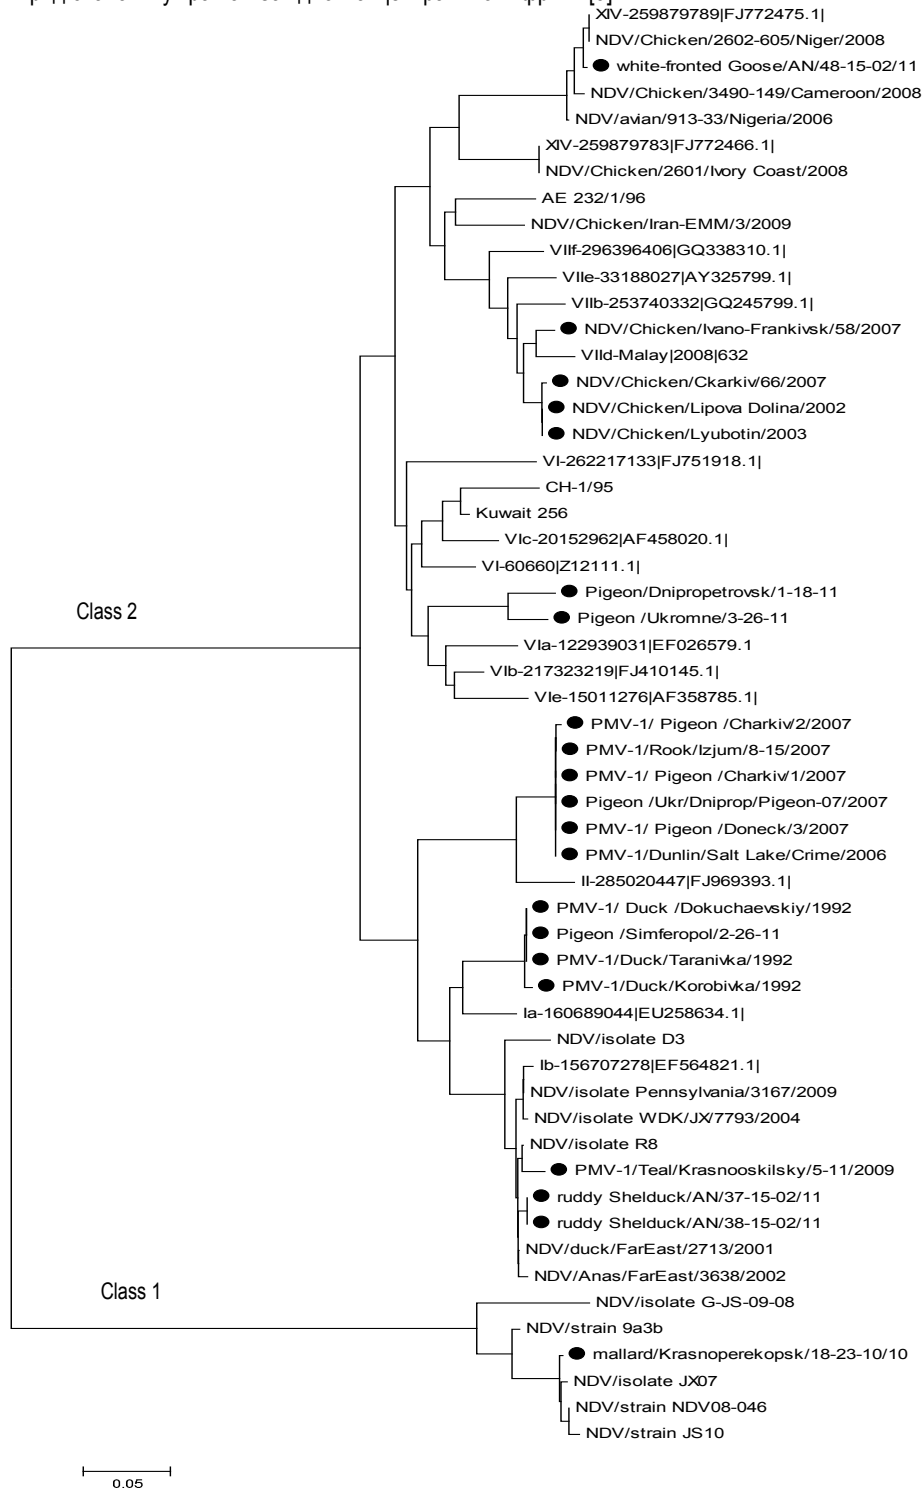 XIV-259879789|FJ772475.1|
NDV/Chicken/2602-605/Niger/2008
white-fronted Goose/AN/48-15-02/11
NDV/Chicken/3490-149/Cameroon/2008
NDV/avian/913-33/Nigeria/2006
XIV-259879783|FJ772466.1|
NDV/Chicken/2601/Ivory Coast/2008
AE 232/1/96
NDV/Chicken/Iran-EMM/3/2009
VIIf-296396406|GQ338310.1|
VIIe-33188027|AY325799.1|
VIIb-253740332|GQ245799.1|
NDV/Chicken/Ivano-Frankivsk/58/2007
VIId-Malay|2008|632
NDV/Chicken/Ckarkiv/66/2007
NDV/Chicken/Lipova Dolina/2002
NDV/Chicken/Lyubotin/2003
VI-262217133|FJ751918.1|
CH-1/95
Kuwait 256
VIc-20152962|AF458020.1|
VI-60660|Z12111.1|
Pigeon/Dnipropetrovsk/1-18-11
Class 2
Pigeon /Ukromne/3-26-11
VIa-122939031|EF026579.1
VIb-217323219|FJ410145.1|
VIe-15011276|AF358785.1|
PMV-1/ Pigeon /Charkiv/2/2007
PMV-1/Rook/Izjum/8-15/2007
PMV-1/ Pigeon /Charkiv/1/2007
Pigeon /Ukr/Dniprop/Pigeon-07/2007
PMV-1/ Pigeon /Doneck/3/2007
PMV-1/Dunlin/Salt Lake/Crime/2006
II-285020447|FJ969393.1|
PMV-1/ Duck /Dokuchaevskiy/1992
Pigeon /Simferopol/2-26-11
PMV-1/Duck/Taranivka/1992
PMV-1/Duck/Korobivka/1992
Ia-160689044|EU258634.1|
NDV/isolate D3
Ib-156707278|EF564821.1|
NDV/isolate Pennsylvania/3167/2009
NDV/isolate WDK/JX/7793/2004
NDV/isolate R8
PMV-1/Teal/Krasnooskilsky/5-11/2009
ruddy Shelduck/AN/37-15-02/11
ruddy Shelduck/AN/38-15-02/11
NDV/duck/FarEast/2713/2001
NDV/Anas/FarEast/3638/2002
Class 1
NDV/isolate G-JS-09-08
NDV/strain 9a3b
mallard/Krasnoperekopsk/18-23-10/10
NDV/isolate JX07
NDV/strain NDV08-046
NDV/strain JS10
0.05